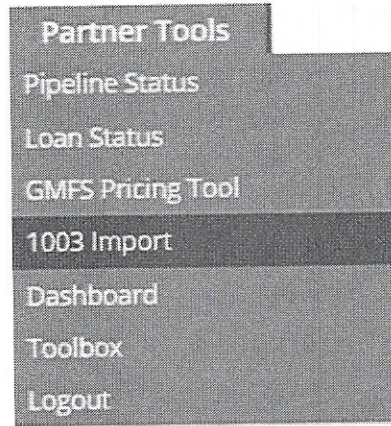 Partner Tools
Pipeline Status
Loan Status
GMFS Pricing Tool
1003 Import
Dashboard
Toolbox
Logout